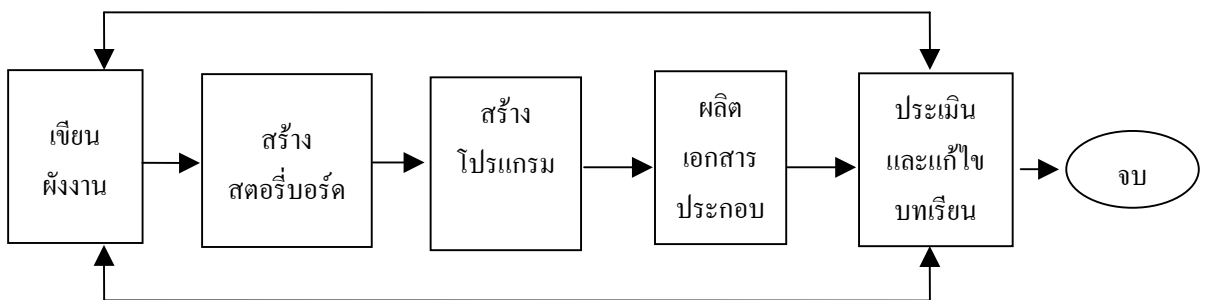 เขียน
ผังงาน
สร้าง
สตอรี่บอร์ด
สร้าง
โปรแกรม
ผลิต
เอกสาร
ประกอบ
ประเมิน
และแก้ไข
บทเรียน
จบ